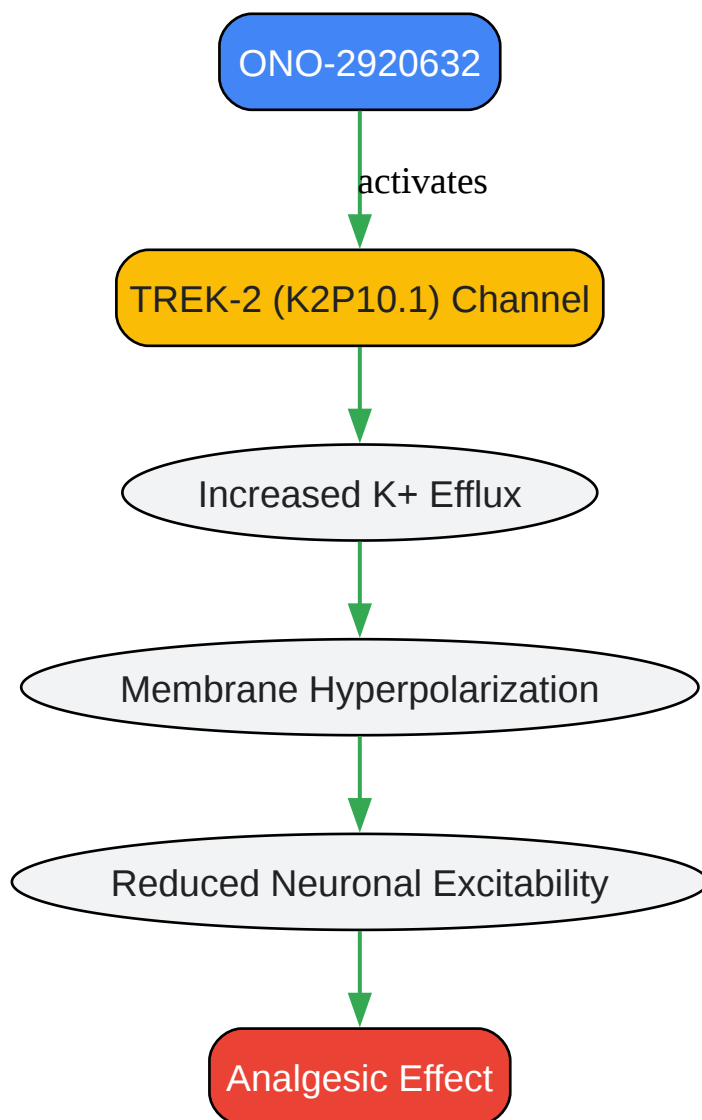 ONO-2920632
activates
TREK-2 (K2P10.1) Channel
Increased K+ Efflux
Membrane Hyperpolarization
Reduced Neuronal Excitability
Analgesic Effect